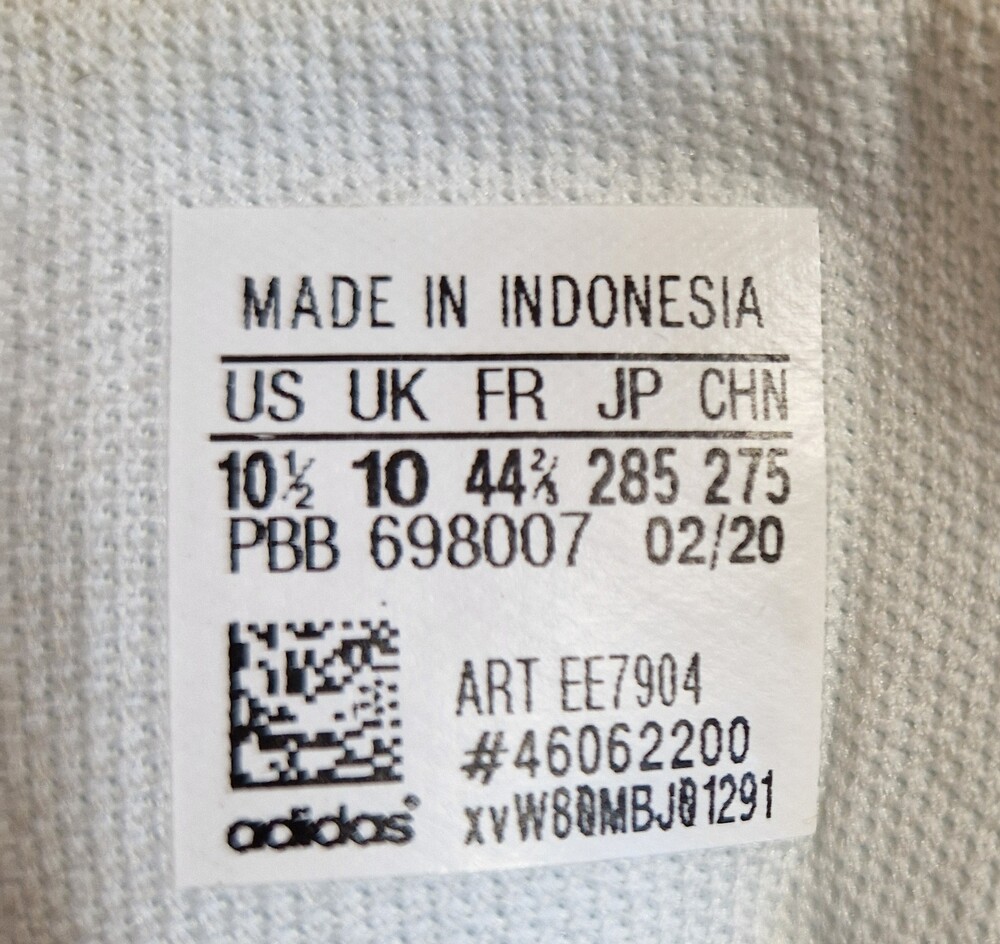 MADE IN INDONESIA
US UK FR JP CHN
10½ 10 44⅔ 285 275
PBB 698007 02/20
ART EE7904
#46062200
xvW80MBJ01291
adidas®